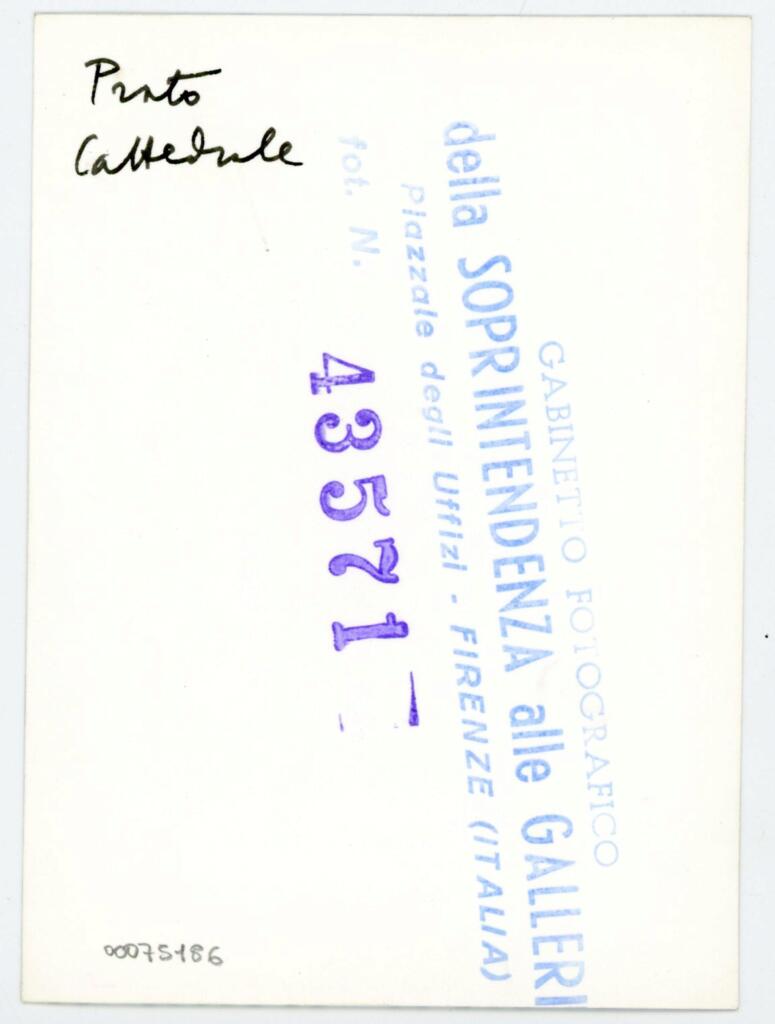 Prato
Cattedrale
GABINETTO FOTOGRAFICO
della SOPRINTENDENZA alle GALLERI
Piazzale degli Uffizi - FIRENZE (ITALIA)
fot. N.
43571
00075186